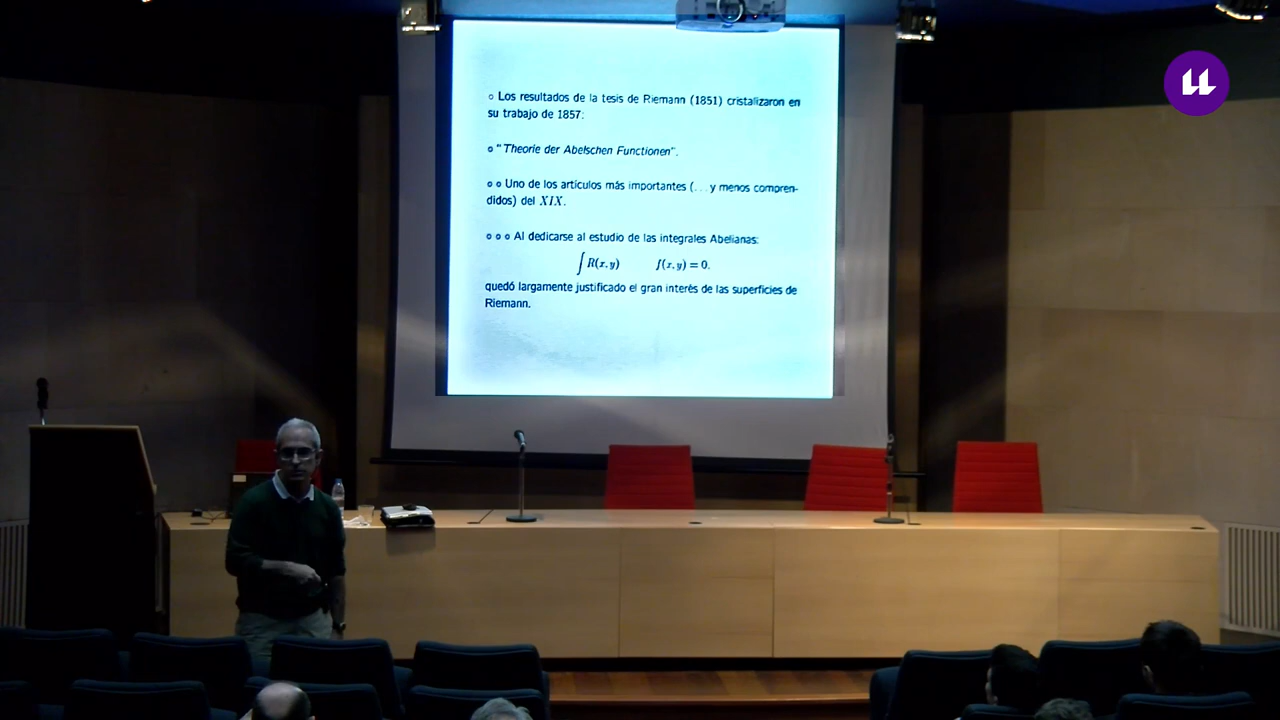 ∘ Los resultados de la tesis de Riemann (1851) cristalizaron en
su trabajo de 1857:
∘ "Theorie der Abelschen Functionen".
∘ ∘ Uno de los artículos más importantes (... y menos compren-
didos) del XIX.
∘ ∘ ∘ Al dedicarse al estudio de las integrales Abelianas:
∫ R(x, y)     f(x, y) = 0.
quedó largamente justificado el gran interés de las superficies de
Riemann.